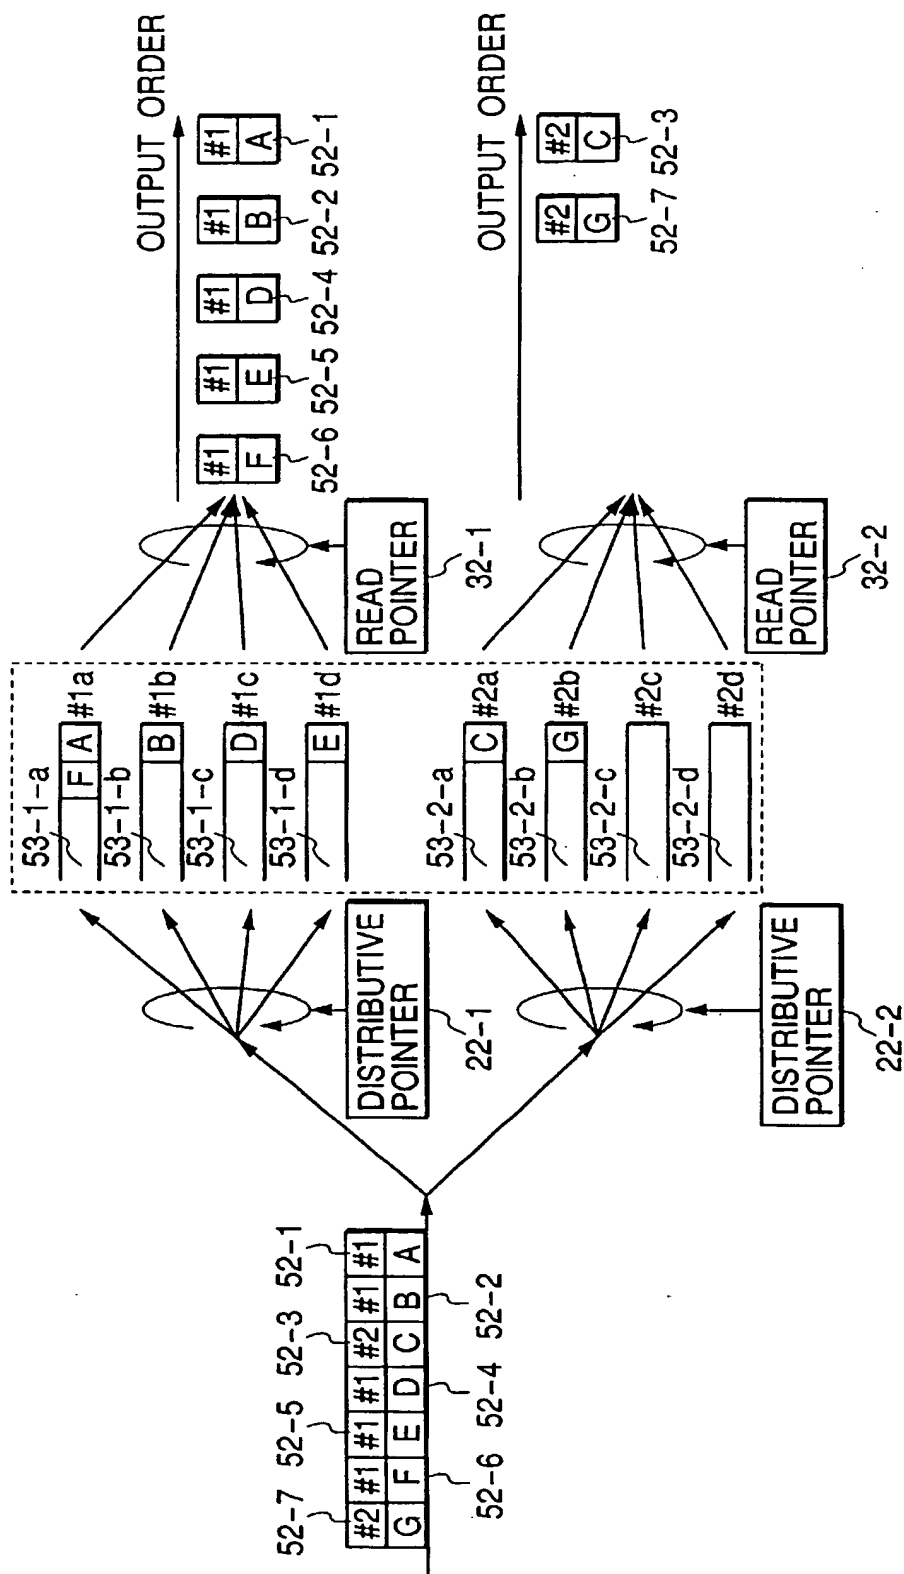 52-7
52-5
52-3
52-1
#2 #1 #1 #1 #2 #1 #1
G F E D C B A
52-6
52-4
52-2
DISTRIBUTIVE
POINTER
22-1
DISTRIBUTIVE
POINTER
22-2
53-1-a
F A #1a
53-1-b
B #1b
53-1-c
D #1c
53-1-d
E #1d
53-2-a
C #2a
53-2-b
G #2b
53-2-c
#2c
53-2-d
#2d
READ
POINTER
32-1
READ
POINTER
32-2
OUTPUT ORDER
#1 #1 #1 #1 #1
F E D B A
52-6 52-5 52-4 52-2 52-1
OUTPUT ORDER
#2 #2
G C
52-7 52-3